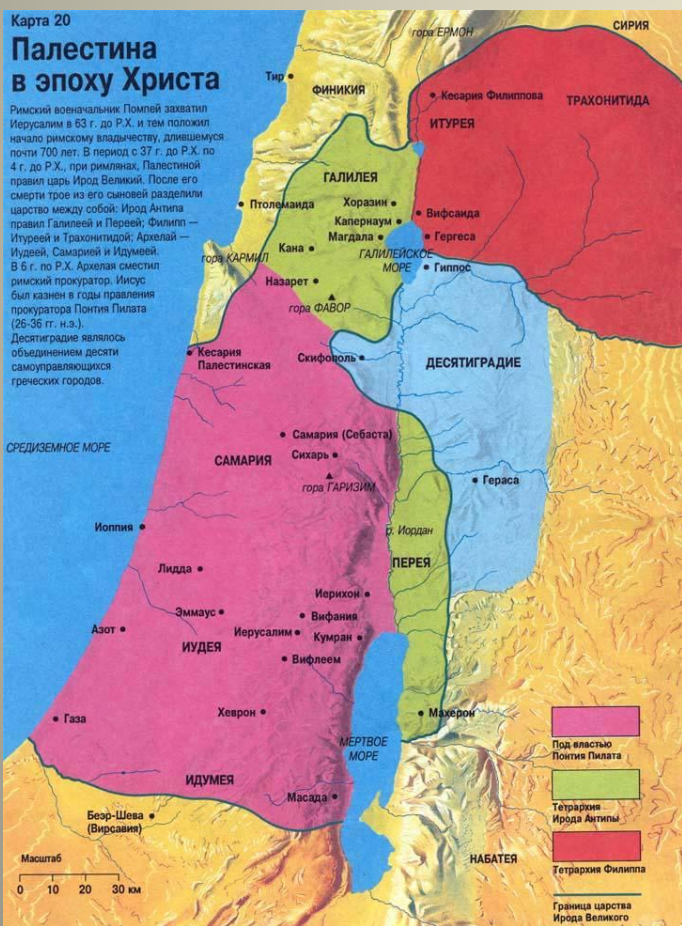 Карта 20
Палестина
в эпоху Христа
Римский военачальник Помпей захватил
Иерусалим в 63 г. до Р.Х. и тем положил
начало римскому владычеству, длившемуся
почти 700 лет. В период с 37 г. до Р.Х. по
4 г. до Р.Х., при римлянах, Палестиной
правил царь Ирод Великий. После его
смерти трое из его сыновей разделили
царство между собой: Ирод Антипа
правил Галилеей и Переей; Филипп —
Итуреей и Трахонитидой; Архелай —
Иудеей, Самарией и Идумеей.
В 6 г. по Р.Х. Архелая сместил
римский прокуратор. Иисус
был казнен в годы правления
прокуратора Понтия Пилата
(26-36 гг. н.э.).
Десятиградие являлось
объединением десяти
самоуправляющихся
греческих городов.
СИРИЯ
гора ЕРМОН
Тир
ФИНИКИЯ
Кесария Филиппова
ТРАХОНИТИДА
ИТУРЕЯ
ГАЛИЛЕЯ
Птолемаида
Хоразин
Капернаум
Вифсаида
Магдала
Гергеса
Кана
гора КАРМИЛ
ГАЛИЛЕЙСКОЕ
МОРЕ
Гиппос
Назарет
гора ФАВОР
Кесария
Палестинская
Скифополь
ДЕСЯТИГРАДИЕ
СРЕДИЗЕМНОЕ МОРЕ
Самария (Себаста)
САМАРИЯ
Сихарь
гора ГАРИЗИМ
Гераса
Иоппия
р. Иордан
Лидда
ПЕРЕЯ
Иерихон
Эммаус
Вифания
Азот
Иерусалим
Кумран
ИУДЕЯ
Вифлеем
Газа
Хеврон
Махерон
МЕРТВОЕ
МОРЕ
ИДУМЕЯ
Масада
Беэр-Шева
(Вирсавия)
НАБАТЕЯ
Масштаб
0 10 20 30 км
Под властью
Понтия Пилата
Тетрархия
Ирода Антипы
Тетрархия Филиппа
Граница царства
Ирода Великого